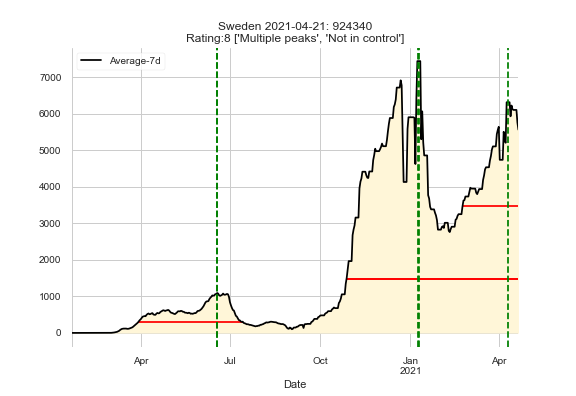 Sweden 2021-04-21: 924340
Rating:8 ['Multiple peaks', 'Not in control']
Average-7d
7000
6000
5000
4000
3000
2000
1000
0
Apr
Jul
Oct
Jan
2021
Apr
Date